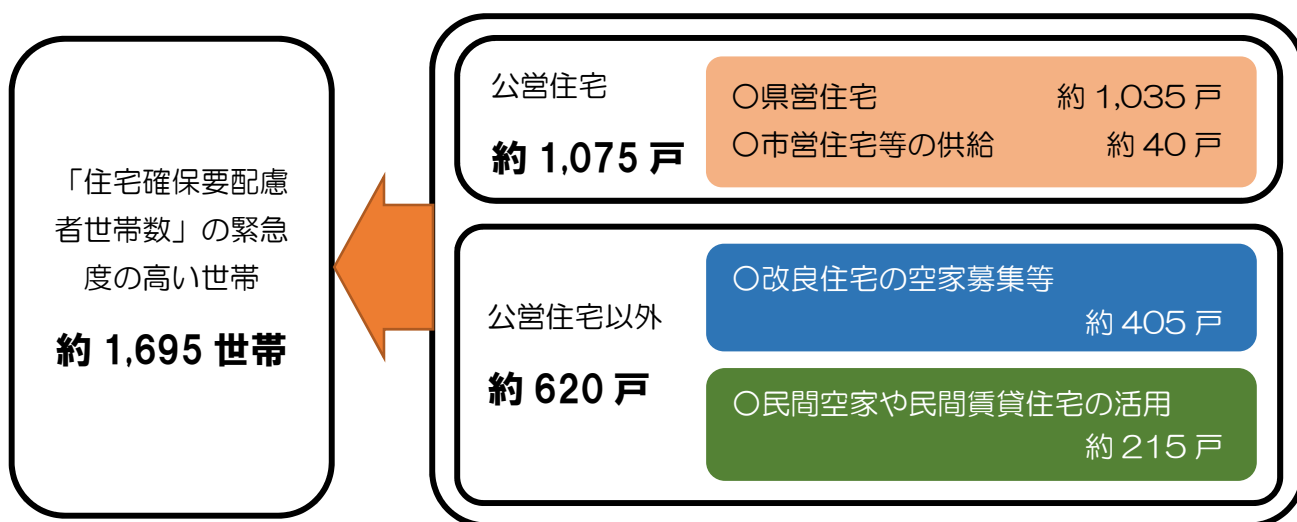 「住宅確保要配慮
者世帯数」の緊急
度の高い世帯
約 1,695 世帯
公営住宅
約 1,075 戸
〇県営住宅 約 1,035 戸
〇市営住宅等の供給 約 40 戸
公営住宅以外
約 620 戸
〇改良住宅の空家募集等
約 405 戸
〇民間空家や民間賃貸住宅の活用
約 215 戸